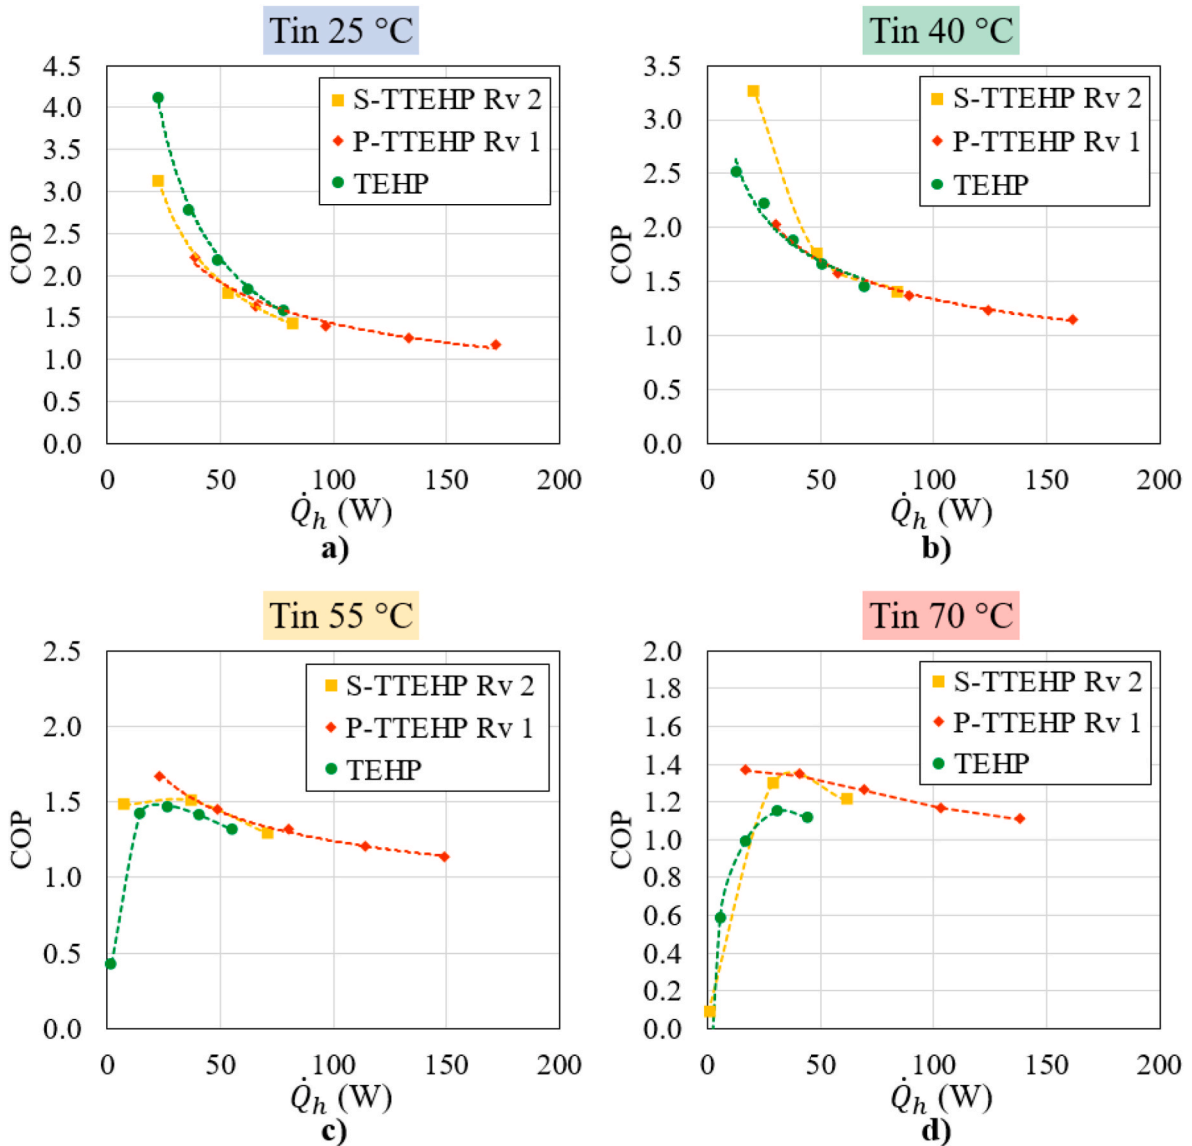 Tin 25 °C
COP
4.5
4.0
3.5
3.0
2.5
2.0
1.5
1.0
0.5
0.0
S-TTEHP Rv 2
P-TTEHP Rv 1
TEHP
0 50 100 150 200
Q̇h (W)
a)
Tin 40 °C
COP
3.5
3.0
2.5
2.0
1.5
1.0
0.5
0.0
S-TTEHP Rv 2
P-TTEHP Rv 1
TEHP
0 50 100 150 200
Q̇h (W)
b)
Tin 55 °C
COP
2.5
2.0
1.5
1.0
0.5
0.0
S-TTEHP Rv 2
P-TTEHP Rv 1
TEHP
0 50 100 150 200
Q̇h (W)
c)
Tin 70 °C
COP
2.0
1.8
1.6
1.4
1.2
1.0
0.8
0.6
0.4
0.2
0.0
S-TTEHP Rv 2
P-TTEHP Rv 1
TEHP
0 50 100 150 200
Q̇h (W)
d)